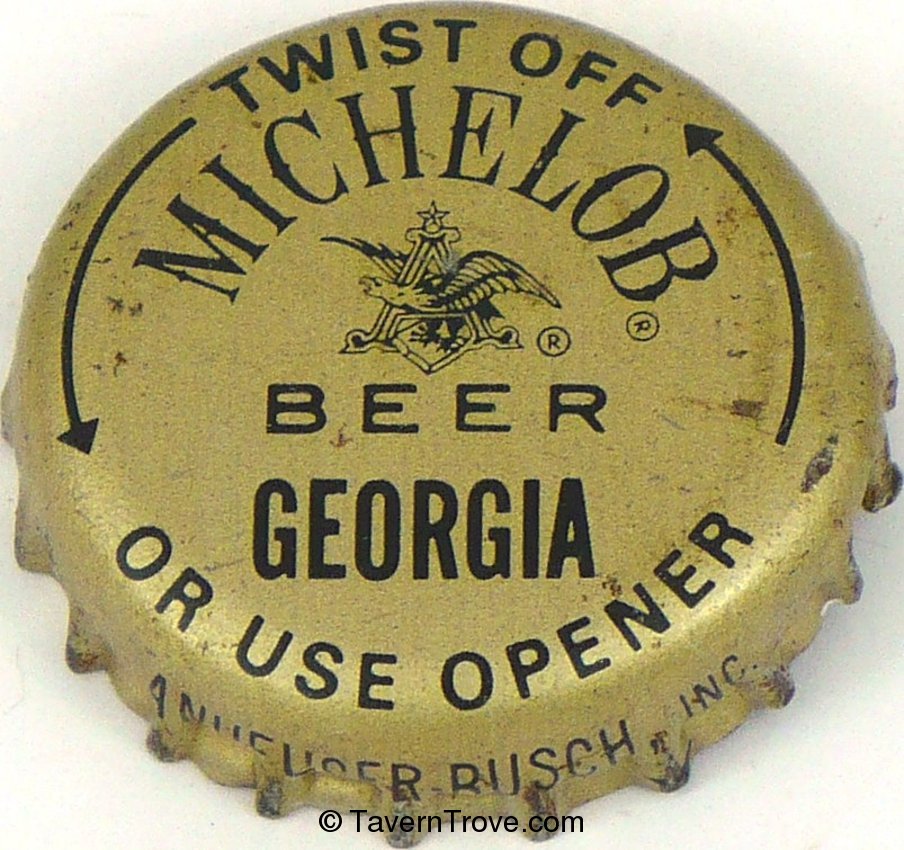 TWIST OFF
MICHELOB ®
®
BEER
GEORGIA
OR USE OPENER
ANHEUSER-BUSCH, INC.
© TavernTrove.com